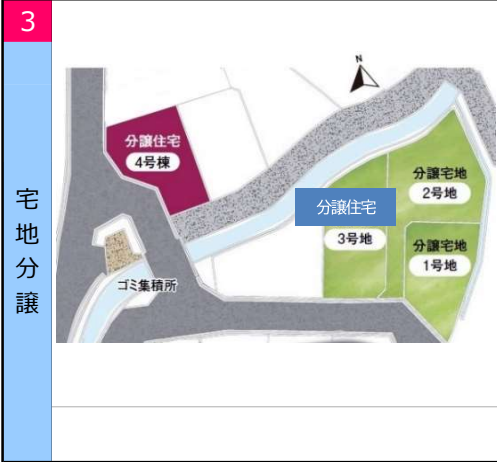 3
宅地分譲
N
分譲住宅
4号棟
分譲宅地
2号地
分譲住宅
3号地
分譲宅地
1号地
ゴミ集積所